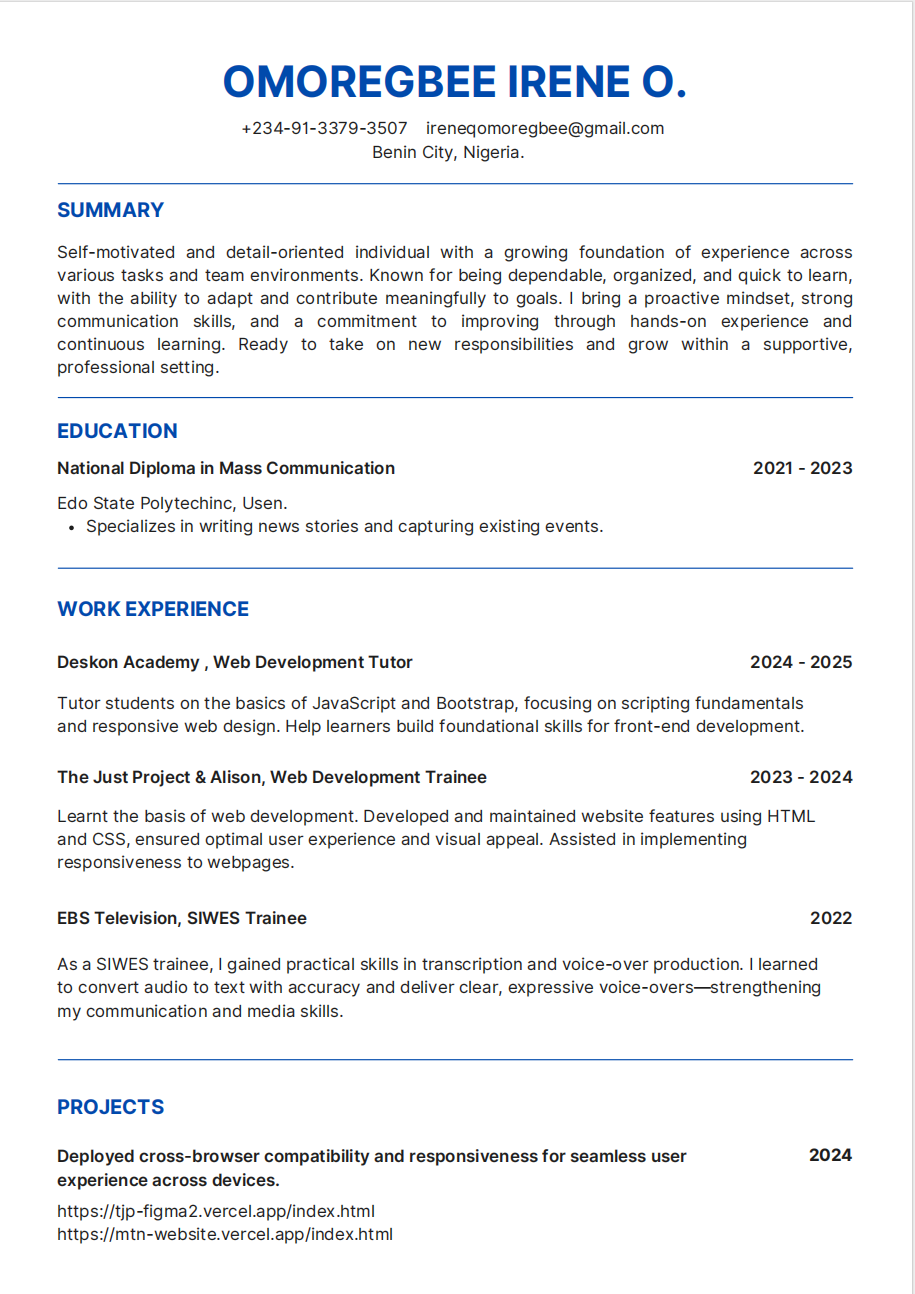 OMOREGBEE IRENE O.
+234-91-3379-3507 ireneqomoregbee@gmail.com
Benin City, Nigeria.
SUMMARY
Self-motivated and detail-oriented individual with a growing foundation of experience across
various tasks and team environments. Known for being dependable, organized, and quick to learn,
with the ability to adapt and contribute meaningfully to goals. I bring a proactive mindset, strong
communication skills, and a commitment to improving through hands-on experience and
continuous learning. Ready to take on new responsibilities and grow within a supportive,
professional setting.
EDUCATION
National Diploma in Mass Communication 2021 - 2023
Edo State Polytechinc, Usen.
• Specializes in writing news stories and capturing existing events.
WORK EXPERIENCE
Deskon Academy , Web Development Tutor 2024 - 2025
Tutor students on the basics of JavaScript and Bootstrap, focusing on scripting fundamentals
and responsive web design. Help learners build foundational skills for front-end development.
The Just Project & Alison, Web Development Trainee 2023 - 2024
Learnt the basis of web development. Developed and maintained website features using HTML
and CSS, ensured optimal user experience and visual appeal. Assisted in implementing
responsiveness to webpages.
EBS Television, SIWES Trainee 2022
As a SIWES trainee, I gained practical skills in transcription and voice-over production. I learned
to convert audio to text with accuracy and deliver clear, expressive voice-overs—strengthening
my communication and media skills.
PROJECTS
Deployed cross-browser compatibility and responsiveness for seamless user 2024
experience across devices.
https://tjp-figma2.vercel.app/index.html
https://mtn-website.vercel.app/index.html